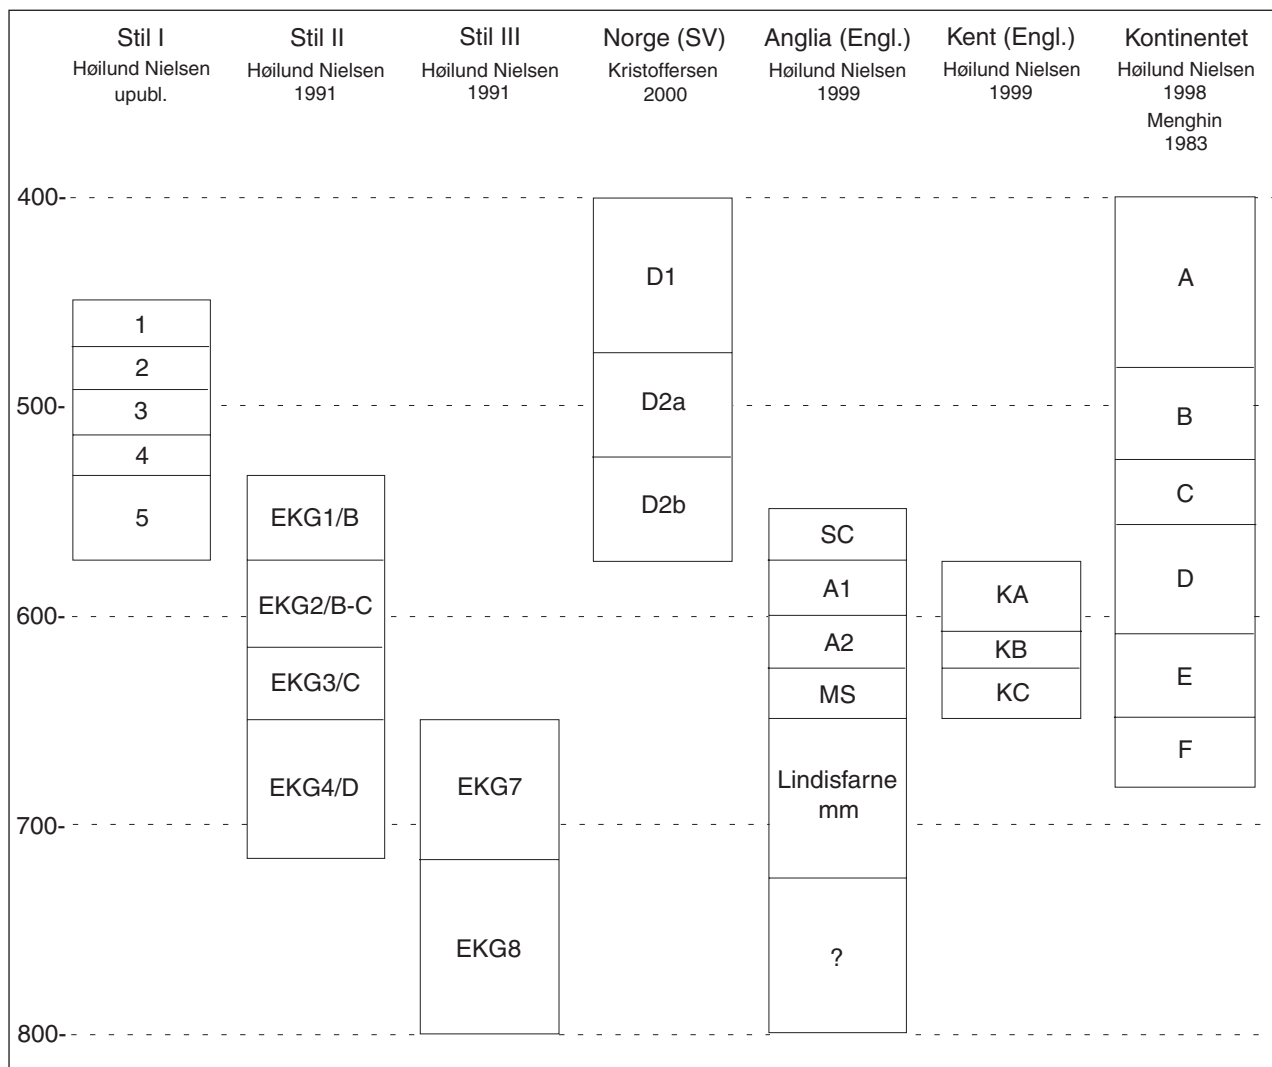 Stil I
Høilund Nielsen
upubl.
Stil II
Høilund Nielsen
1991
Stil III
Høilund Nielsen
1991
Norge (SV)
Kristoffersen
2000
Anglia (Engl.)
Høilund Nielsen
1999
Kent (Engl.)
Høilund Nielsen
1999
Kontinentet
Høilund Nielsen
1998
Menghin
1983
400-
500-
600-
700-
800-
1
2
3
4
5
EKG1/B
EKG2/B-C
EKG3/C
EKG4/D
EKG7
EKG8
D1
D2a
D2b
SC
A1
A2
MS
Lindisfarne
mm
?
KA
KB
KC
A
B
C
D
E
F